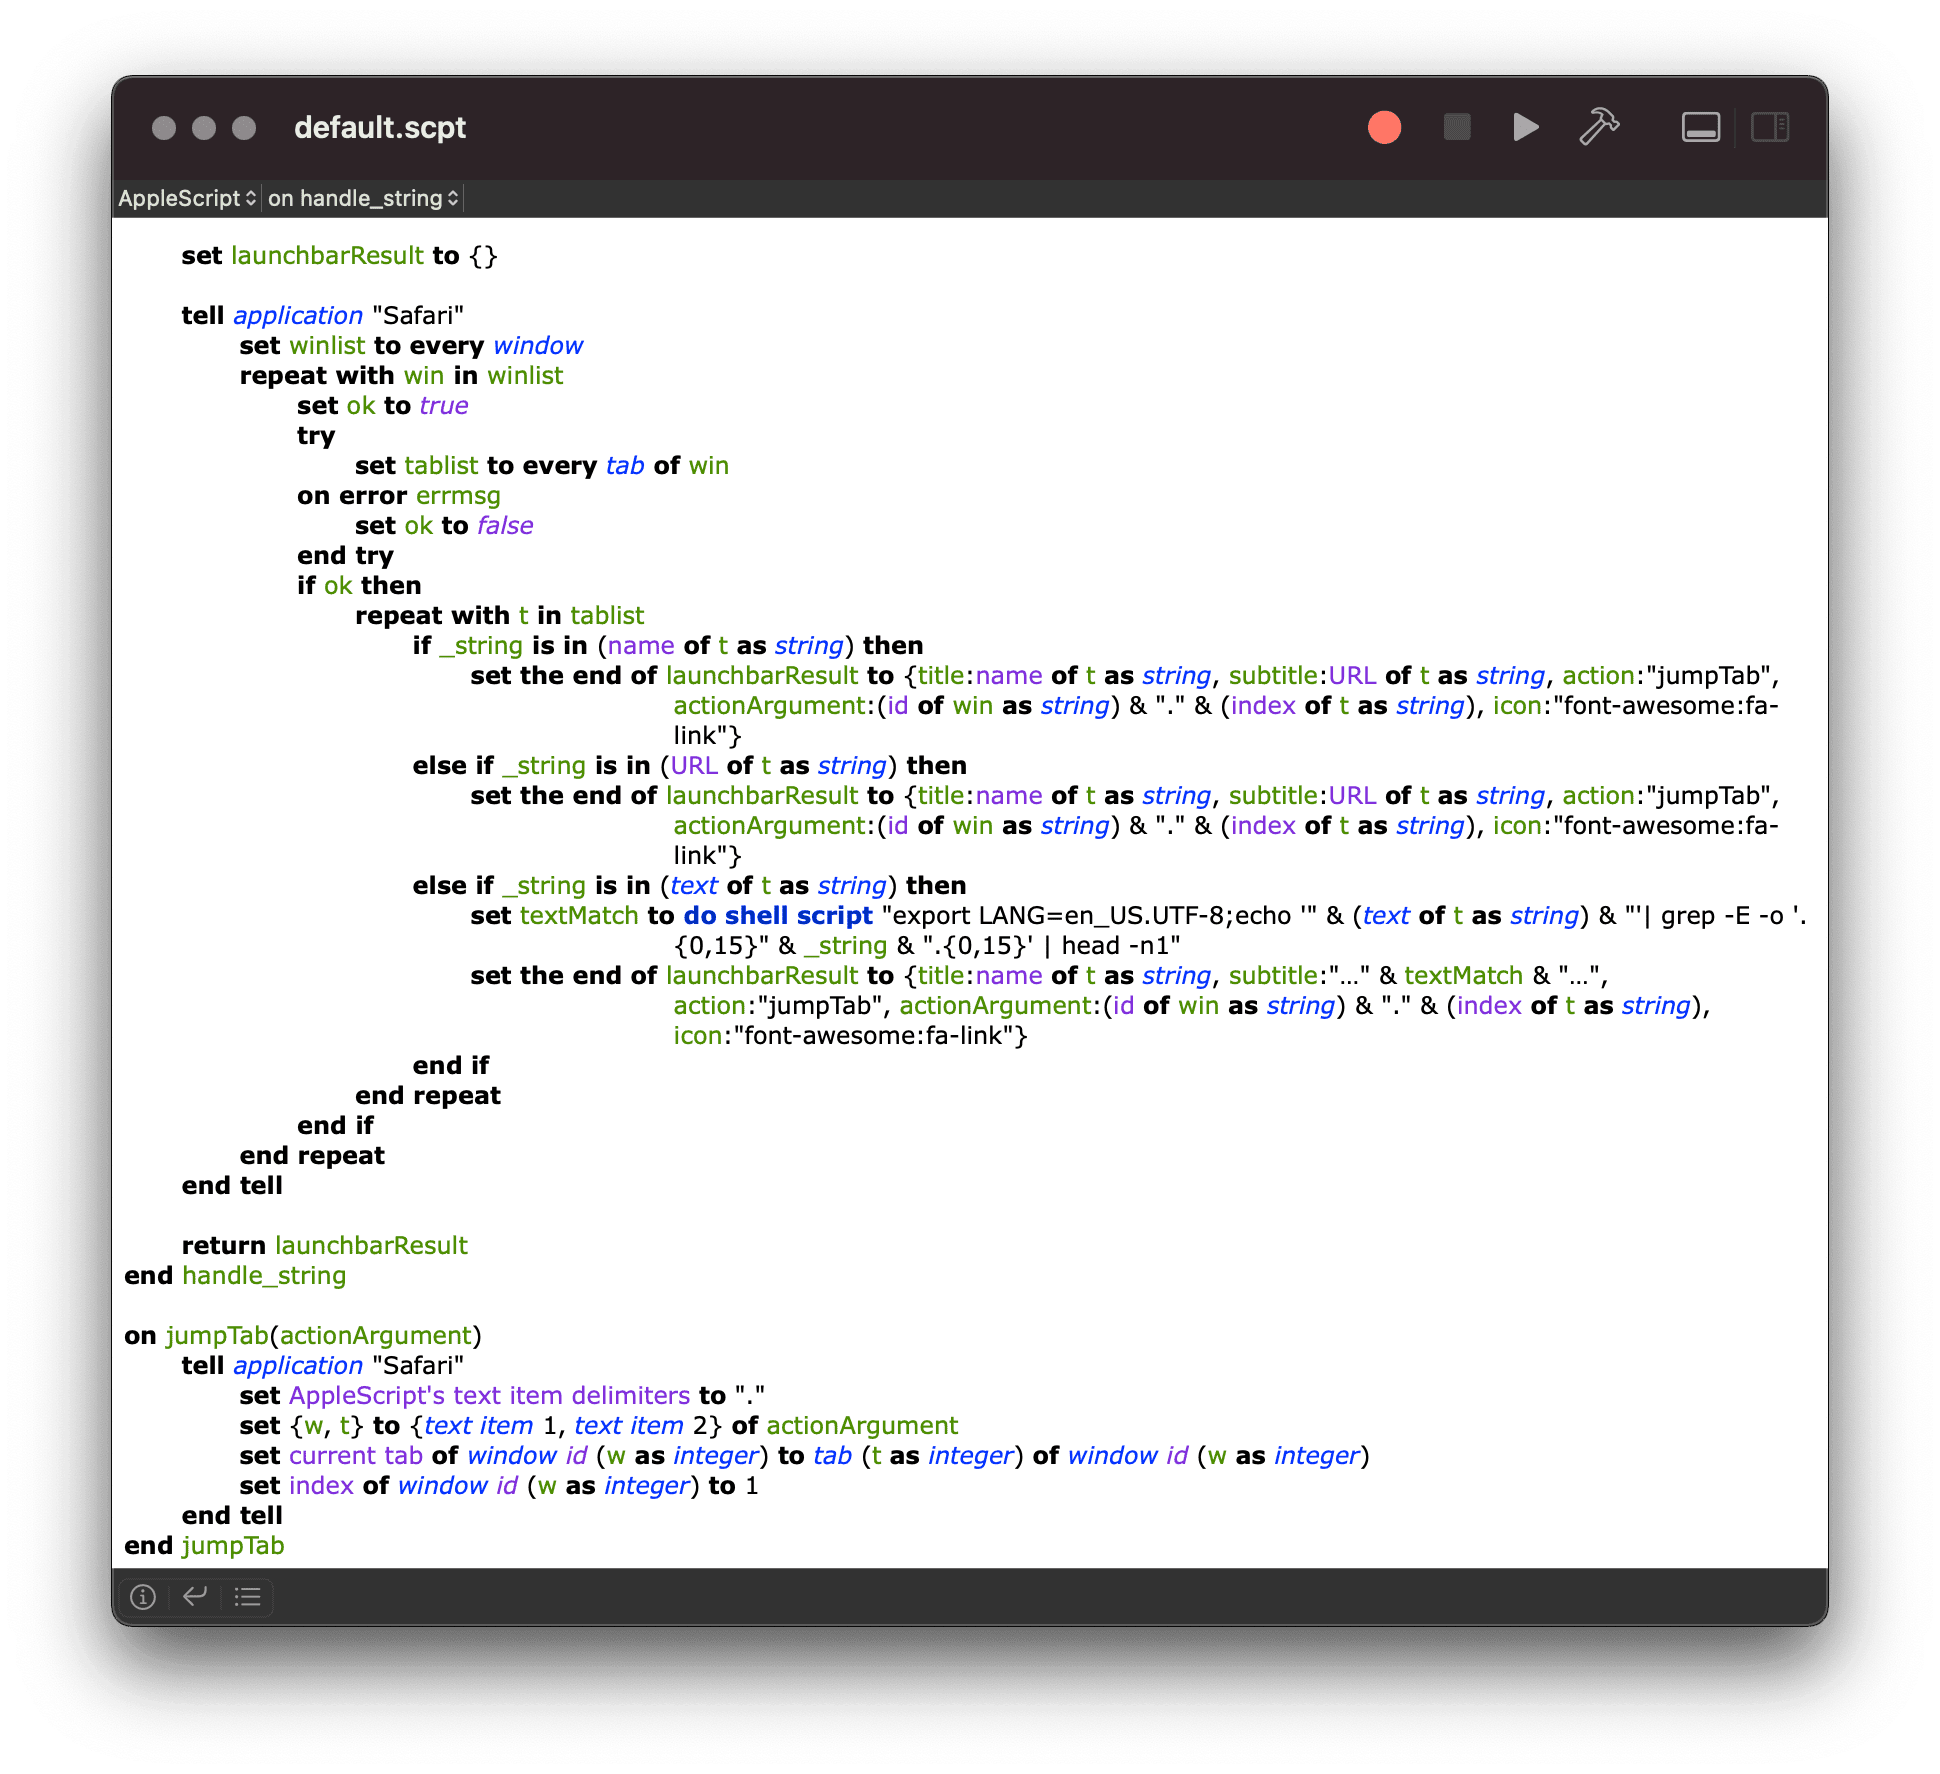 default.scpt
AppleScript on handle_string
set launchbarResult to {}
tell application "Safari"
set winlist to every window
repeat with win in winlist
set ok to true
try
set tablist to every tab of win
on error errmsg
set ok to false
end try
if ok then
repeat with t in tablist
if _string is in (name of t as string) then
set the end of launchbarResult to {title:name of t as string, subtitle:URL of t as string, action:"jumpTab",
actionArgument:(id of win as string) & "." & (index of t as string), icon:"font-awesome:fa-
link"}
else if _string is in (URL of t as string) then
set the end of launchbarResult to {title:name of t as string, subtitle:URL of t as string, action:"jumpTab",
actionArgument:(id of win as string) & "." & (index of t as string), icon:"font-awesome:fa-
link"}
else if _string is in (text of t as string) then
set textMatch to do shell script "export LANG=en_US.UTF-8;echo '" & (text of t as string) & "'| grep -E -o '.
{0,15}" & _string & ".{0,15}' | head -n1"
set the end of launchbarResult to {title:name of t as string, subtitle:"…" & textMatch & "…",
action:"jumpTab", actionArgument:(id of win as string) & "." & (index of t as string),
icon:"font-awesome:fa-link"}
end if
end repeat
end if
end repeat
end tell
return launchbarResult
end handle_string
on jumpTab(actionArgument)
tell application "Safari"
set AppleScript's text item delimiters to "."
set {w, t} to {text item 1, text item 2} of actionArgument
set current tab of window id (w as integer) to tab (t as integer) of window id (w as integer)
set index of window id (w as integer) to 1
end tell
end jumpTab